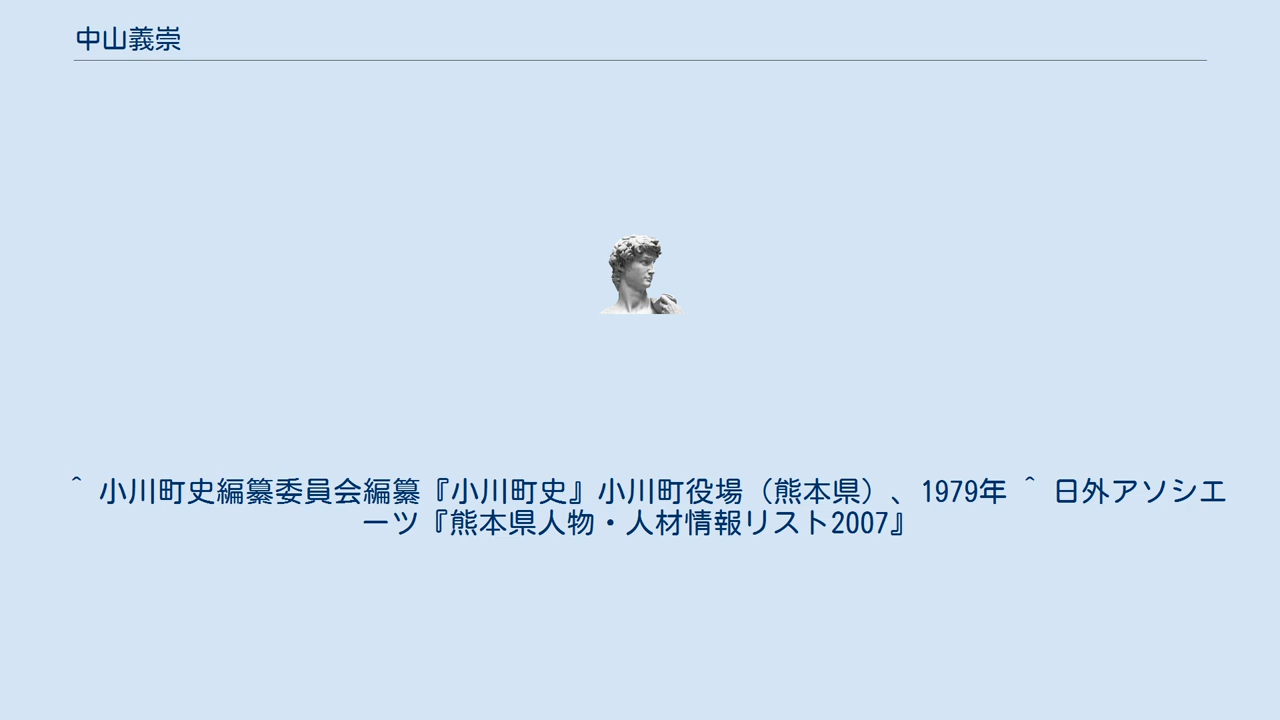 中山義崇
＾ 小川町史編纂委員会編纂『小川町史』小川町役場（熊本県）、1979年 ＾ 日外アソシエ
ーツ『熊本県人物・人材情報リスト2007』